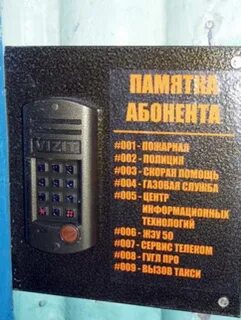 VIZIT
ПАМЯТКА
АБОНЕНТА
#001 - ПОЖАРНАЯ
#002 - ПОЛИЦИЯ
#003 - СКОРАЯ ПОМОЩЬ
#004 - ГАЗОВАЯ СЛУЖБА
#005 - ЦЕНТР
ИНФОРМАЦИОННЫХ
ТЕХНОЛОГИЙ
#006 - ЖЭУ 50
#007 - СЕРВИС ТЕЛЕКОМ
#008 - ГУГЛ ПРО
#009 - ВЫЗОВ ТАКСИ